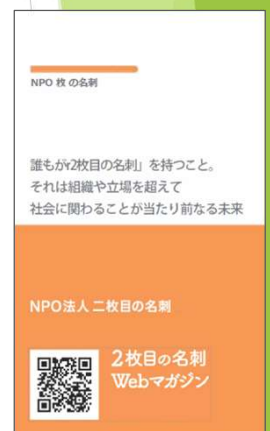 NPO 枚 の名刺
誰もがr2枚目の名刺」を持つこと。
それは組織や立場を超えて
社会に関わることが当たり前なる未来
NPO法人 二枚目の名刺
2枚目の名刺
Webマガジン